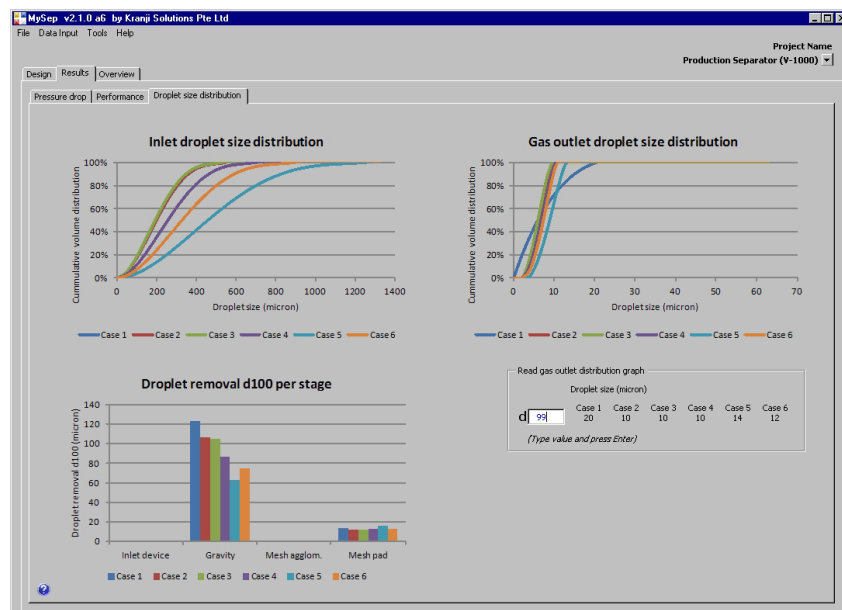 MySep v2.1.0 a6 by Kranji Solutions Pte Ltd
File Data Input Tools Help
Project Name
Production Separator (V-1000)
Design Results Overview
Pressure drop Performance Droplet size distribution
Inlet droplet size distribution
Cummulative volume distribution
100%
80%
60%
40%
20%
0%
0 200 400 600 800 1000 1200 1400
Droplet size (micron)
Case 1 Case 2 Case 3 Case 4 Case 5 Case 6
Gas outlet droplet size distribution
Cummulative volume distribution
100%
80%
60%
40%
20%
0%
0 10 20 30 40 50 60 70
Droplet size (micron)
Case 1 Case 2 Case 3 Case 4 Case 5 Case 6
Droplet removal d100 per stage
Droplet removal d100 (micron)
140
120
100
80
60
40
20
0
Inlet device Gravity Mesh agglom. Mesh pad
Case 1 Case 2 Case 3 Case 4 Case 5 Case 6
Read gas outlet distribution graph
Droplet size (micron)
Case 1 Case 2 Case 3 Case 4 Case 5 Case 6
d 99 20 10 10 10 14 12
(Type value and press Enter)
?